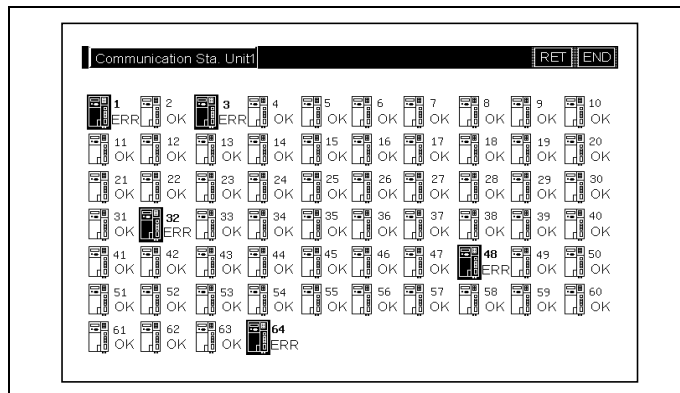 Communication Sta. Unit1 RET END
1 2 3 4 5 6 7 8 9 10
ERR OK ERR OK OK OK OK OK OK OK
11 12 13 14 15 16 17 18 19 20
OK OK OK OK OK OK OK OK OK OK
21 22 23 24 25 26 27 28 29 30
OK OK OK OK OK OK OK OK OK OK
31 32 33 34 35 36 37 38 39 40
OK ERR OK OK OK OK OK OK OK OK
41 42 43 44 45 46 47 48 49 50
OK OK OK OK OK OK OK ERR OK OK
51 52 53 54 55 56 57 58 59 60
OK OK OK OK OK OK OK OK OK OK
61 62 63 64
OK OK OK ERR